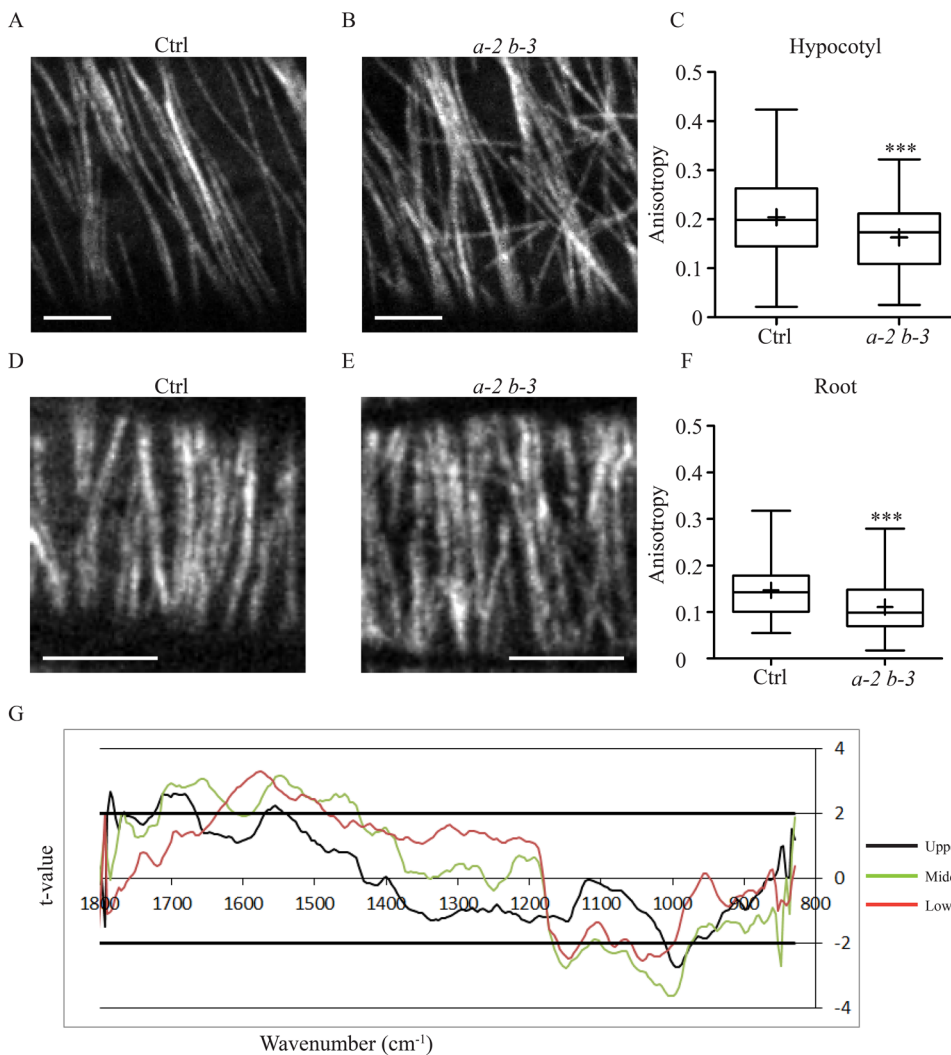 A
B
C
Ctrl
a-2 b-3
Hypocotyl
0.5
0.4
0.3
0.2
0.1
0
Anisotropy
***
Ctrl
a-2 b-3
D
E
F
Ctrl
a-2 b-3
Root
0.5
0.4
0.3
0.2
0.1
0
Anisotropy
***
Ctrl
a-2 b-3
G
4
2
0
-2
-4
t-value
1800 1700 1600 1500 1400 1300 1200 1100 1000 900 800
Upp
Midd
Low
Wavenumber (cm-1)